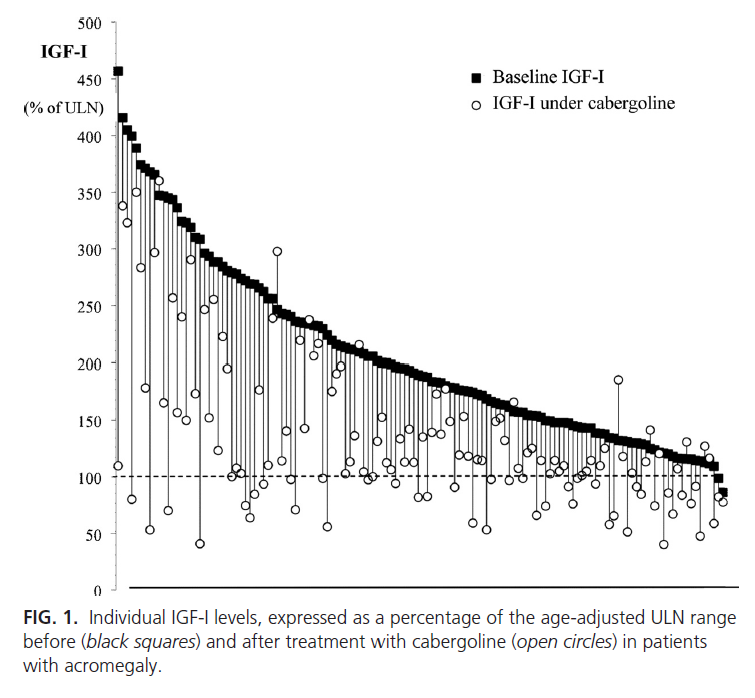 500
IGF-I
450
Baseline IGF-I
(% of ULN)
IGF-I under cabergoline
400
350
300
250
200
150
100
50
0
FIG. 1. Individual IGF-I levels, expressed as a percentage of the age-adjusted ULN range
before (black squares) and after treatment with cabergoline (open circles) in patients
with acromegaly.